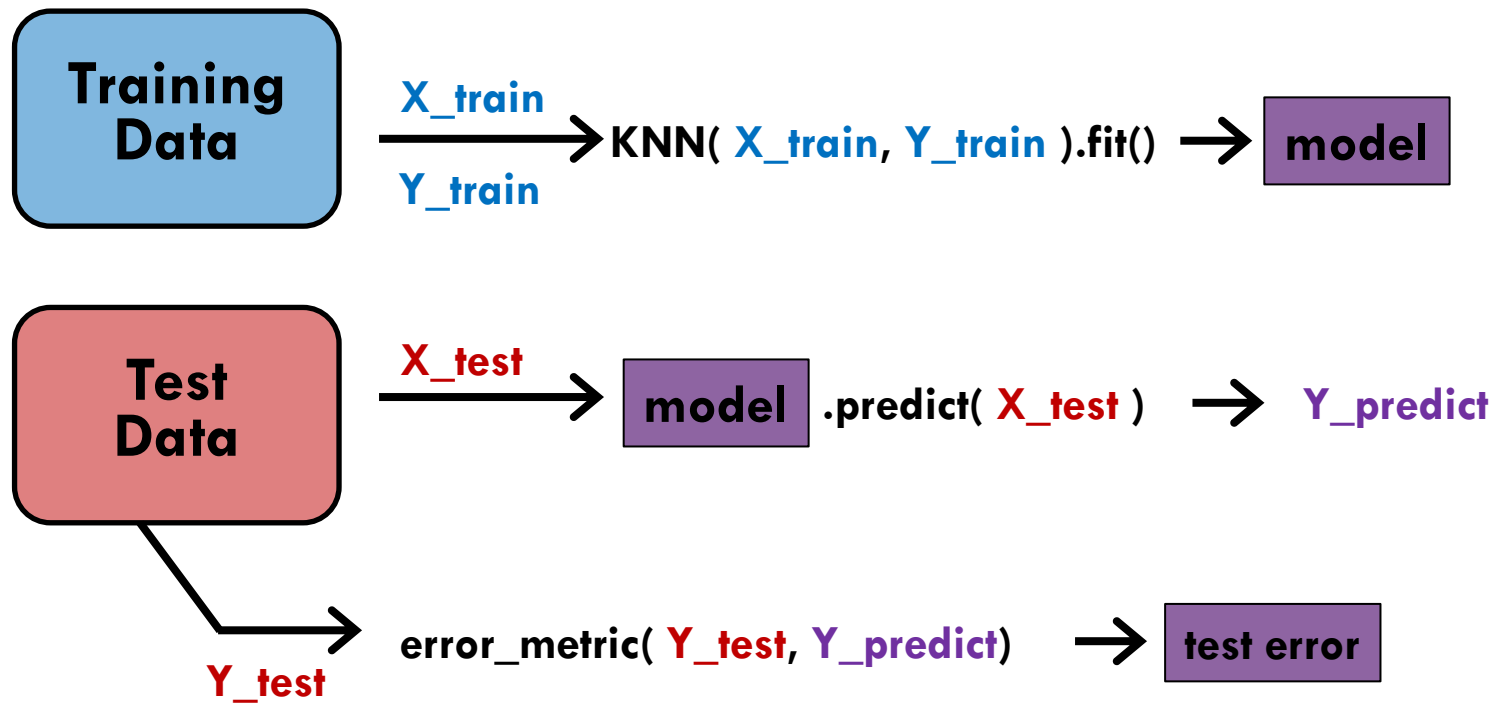 Training
Data
X_train
Y_train
KNN( X_train, Y_train ).fit()
model
Test
Data
X_test
model .predict( X_test )
Y_predict
Y_test
error_metric( Y_test, Y_predict)
test error